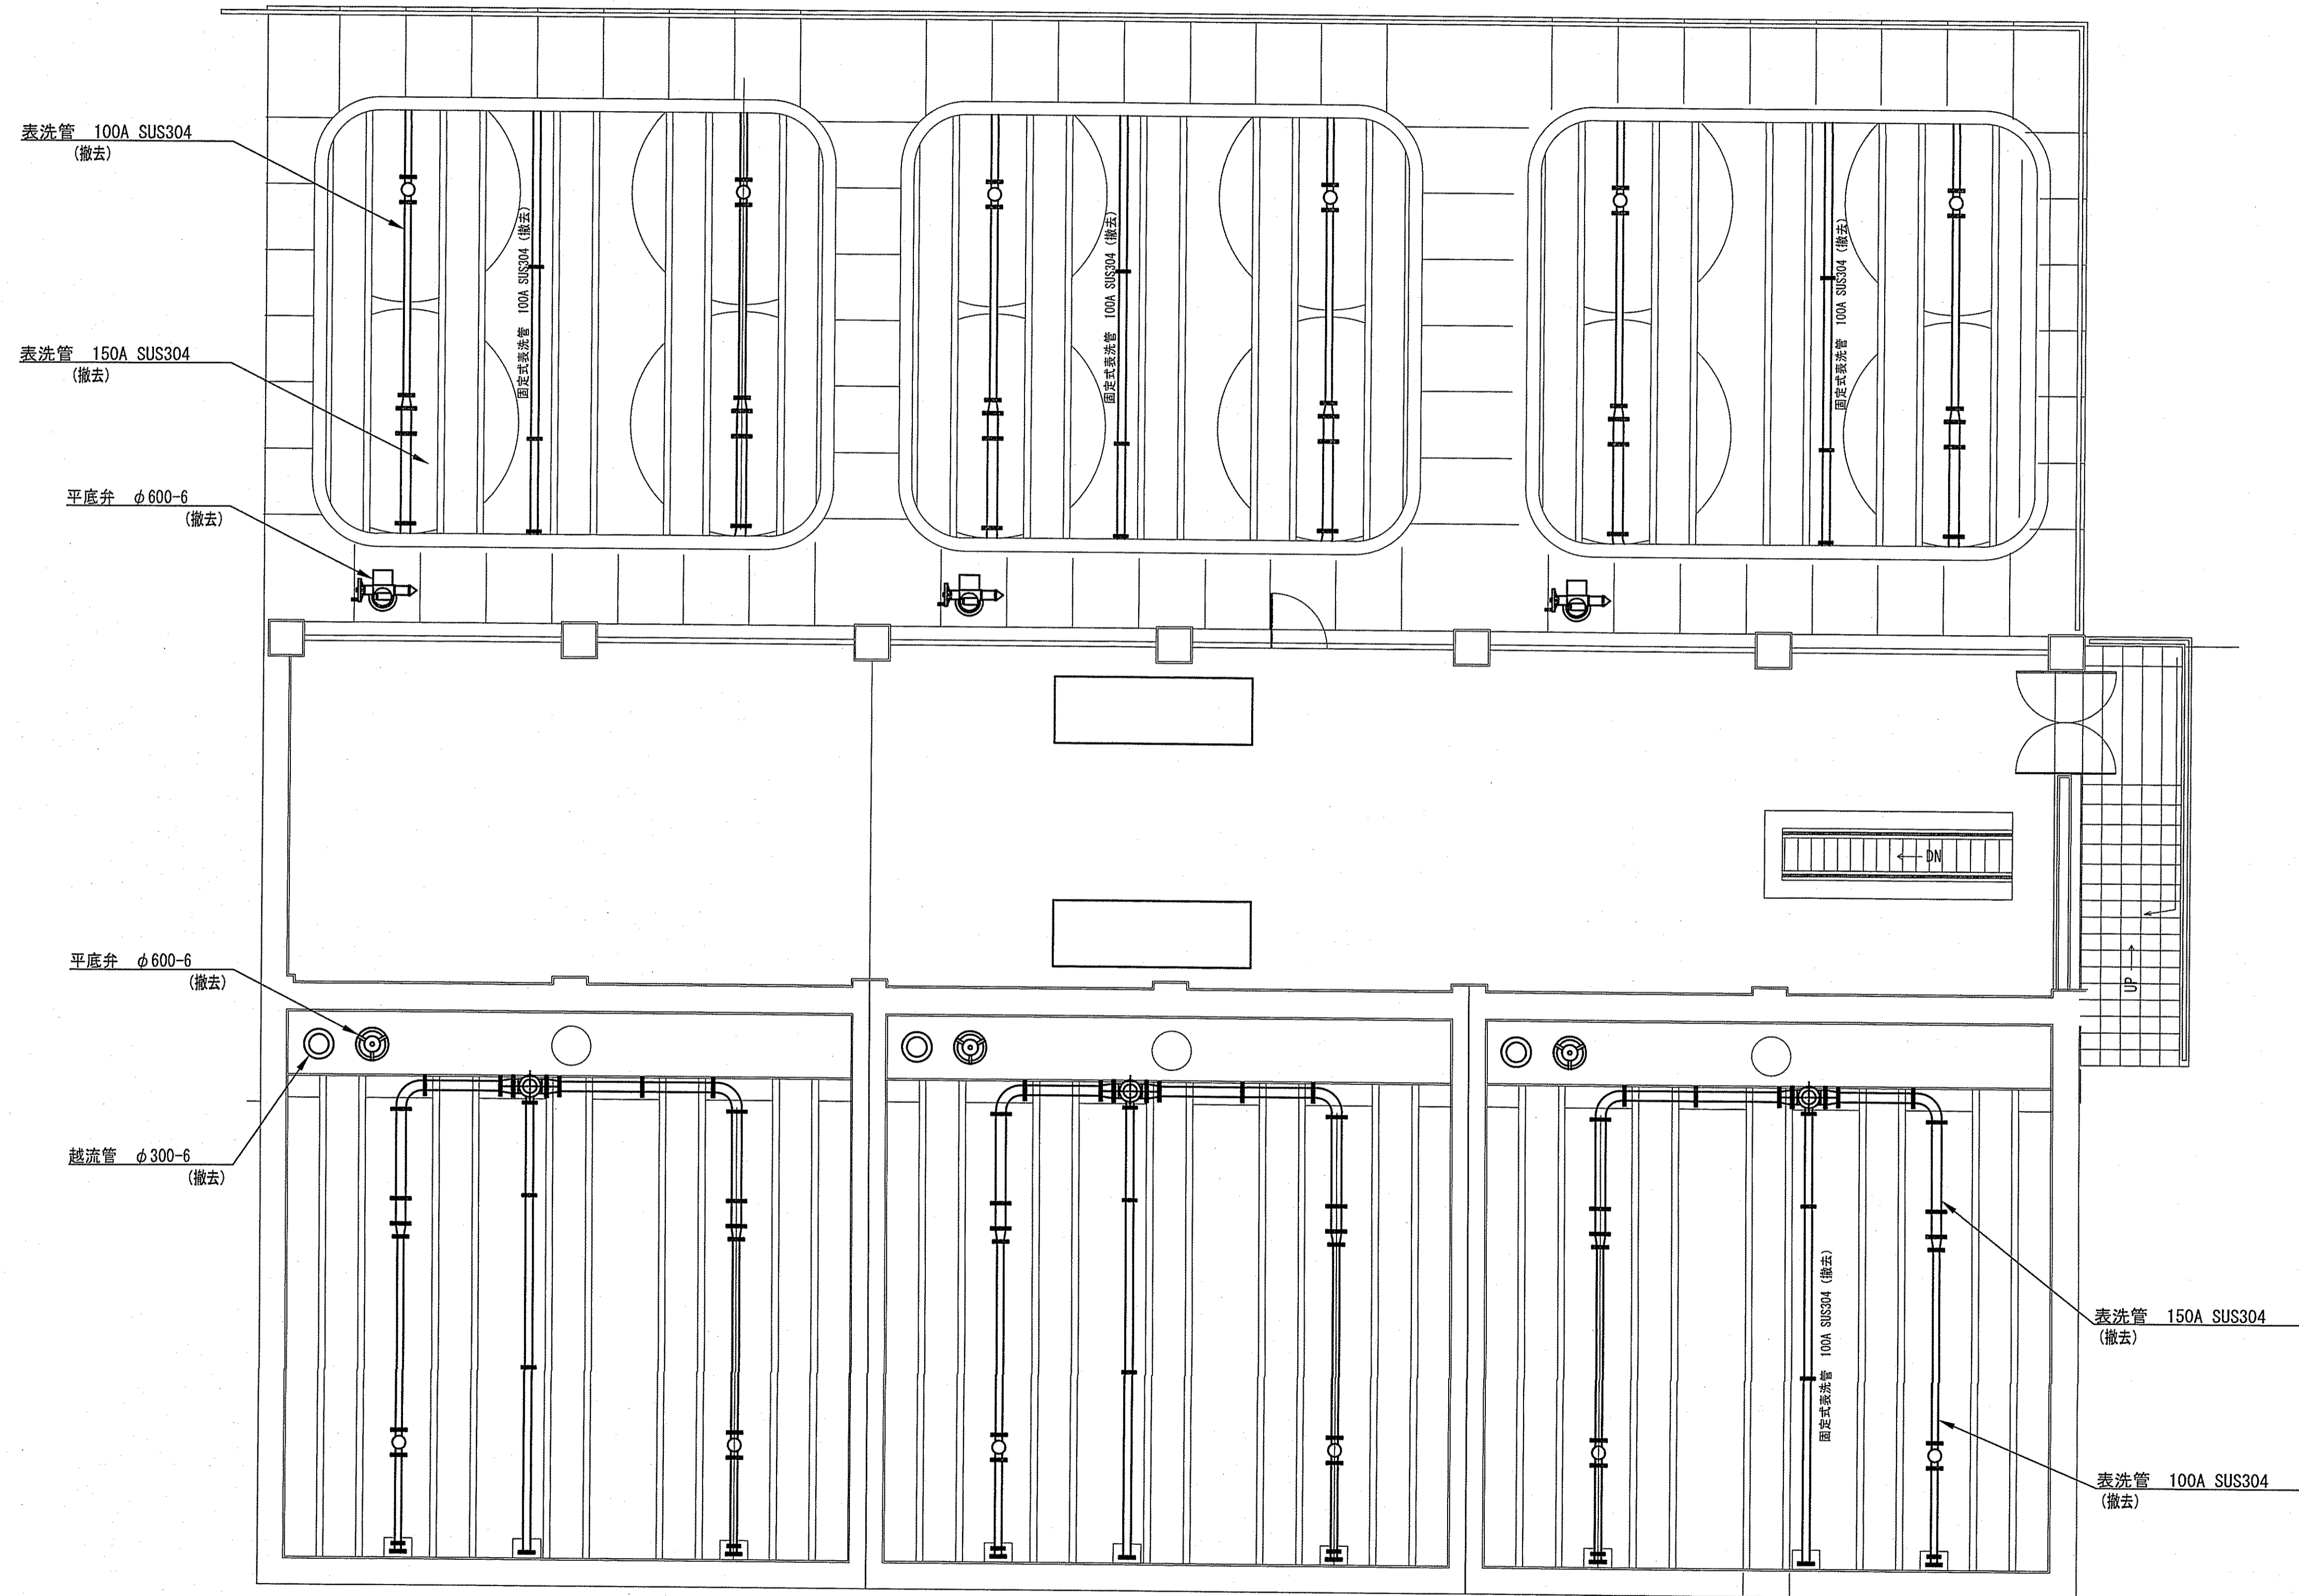 表洗管 100A SUS304
(撤去)
表洗管 150A SUS304
(撤去)
平底弁 φ600-6
(撤去)
固定式表洗管 100A SUS304 (撤去)
固定式表洗管 100A SUS304 (撤去)
固定式表洗管 100A SUS304 (撤去)
DN
UP
平底弁 φ600-6
(撤去)
越流管 φ300-6
(撤去)
固定式表洗管 100A SUS304 (撤去)
表洗管 150A SUS304
(撤去)
表洗管 100A SUS304
(撤去)